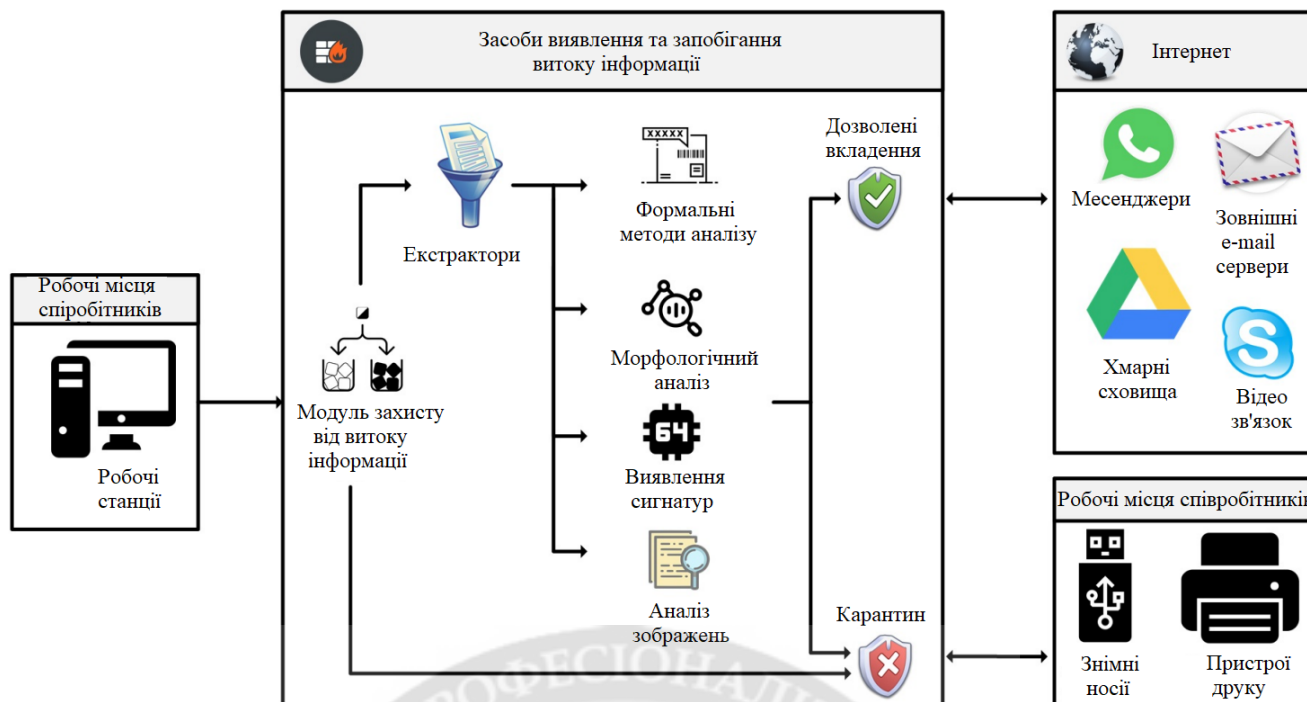 Засоби виявлення та запобігання
витоку інформації
Інтернет
XXXXX
Дозволені
вкладення
Формальні
методи аналізу
Екстрактори
Месенджери
Зовнішні
e-mail
сервери
Робочі місця
спіробітників
Робочі
станції
Модуль захисту
від витоку
інформації
Морфологічний
аналіз
64
Виявлення
сигнатур
Аналіз
зображень
Карантин
Хмарні
сховища
S
Відео
зв'язок
Робочі місця співробітників
Знімні
носії
Пристрої
друку